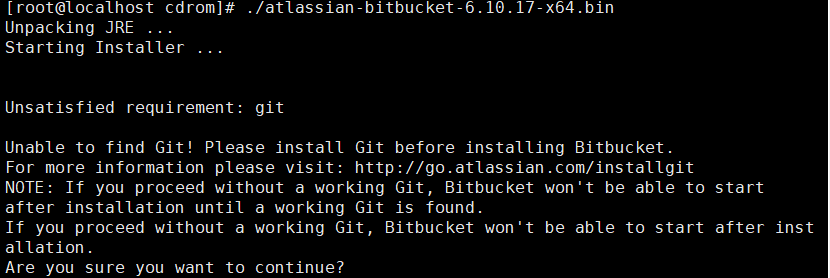 [root@localhost cdrom]# ./atlassian-bitbucket-6.10.17-x64.bin
Unpacking JRE ...
Starting Installer ...
Unsatisfied requirement: git
Unable to find Git! Please install Git before installing Bitbucket.
For more information please visit: http://go.atlassian.com/installgit
NOTE: If you proceed without a working Git, Bitbucket won't be able to start
after installation until a working Git is found.
If you proceed without a working Git, Bitbucket won't be able to start after inst
allation.
Are you sure you want to continue?